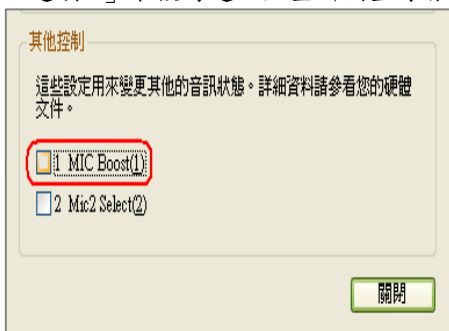 其他控制
這些設定用來變更其他的音訊狀態。詳細資料請參看您的硬體
文件。
1 MIC Boost(1)
2 Mic2 Select(2)
關閉